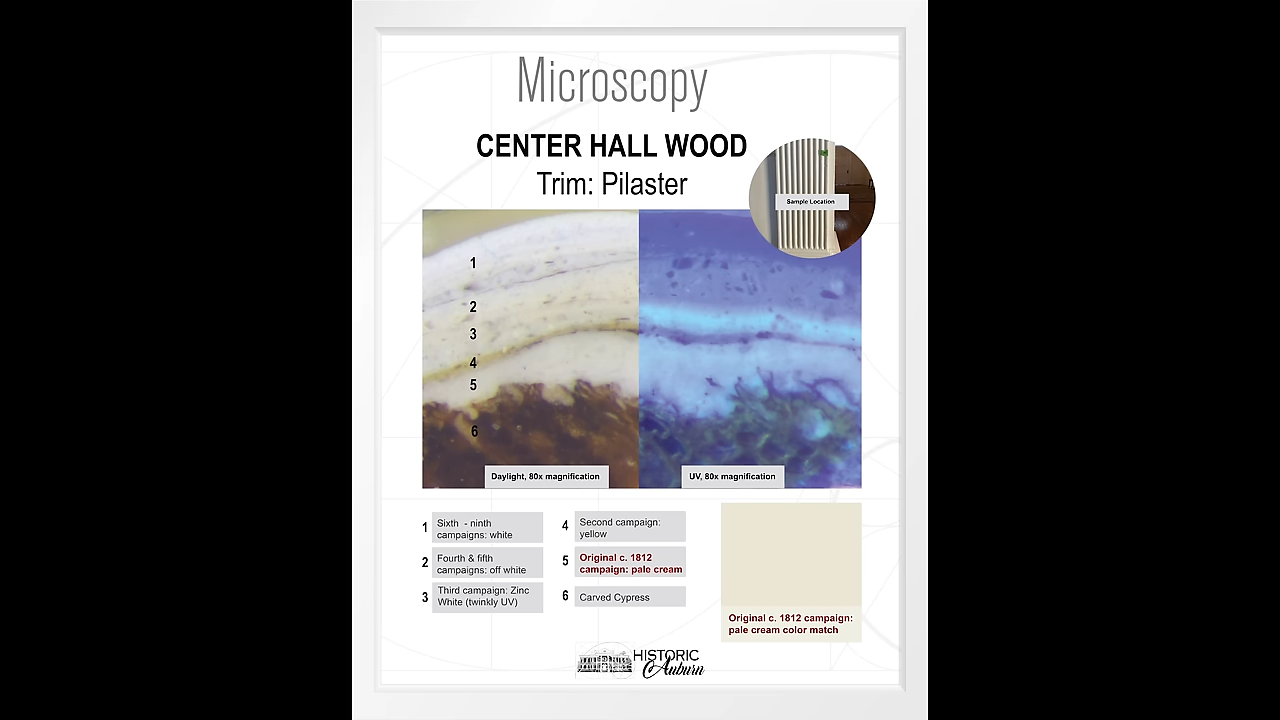 Microscopy
CENTER HALL WOOD
Trim: Pilaster
Sample Location
1
2
3
4
5
6
Daylight, 80x magnification
UV, 80x magnification
1 Sixth - ninth
campaigns: white
2 Fourth & fifth
campaigns: off white
3 Third campaign: Zinc
White (twinkly UV)
4 Second campaign:
yellow
5 Original c. 1812
campaign: pale cream
6 Carved Cypress
Original c. 1812 campaign:
pale cream color match
HISTORIC
Auburn